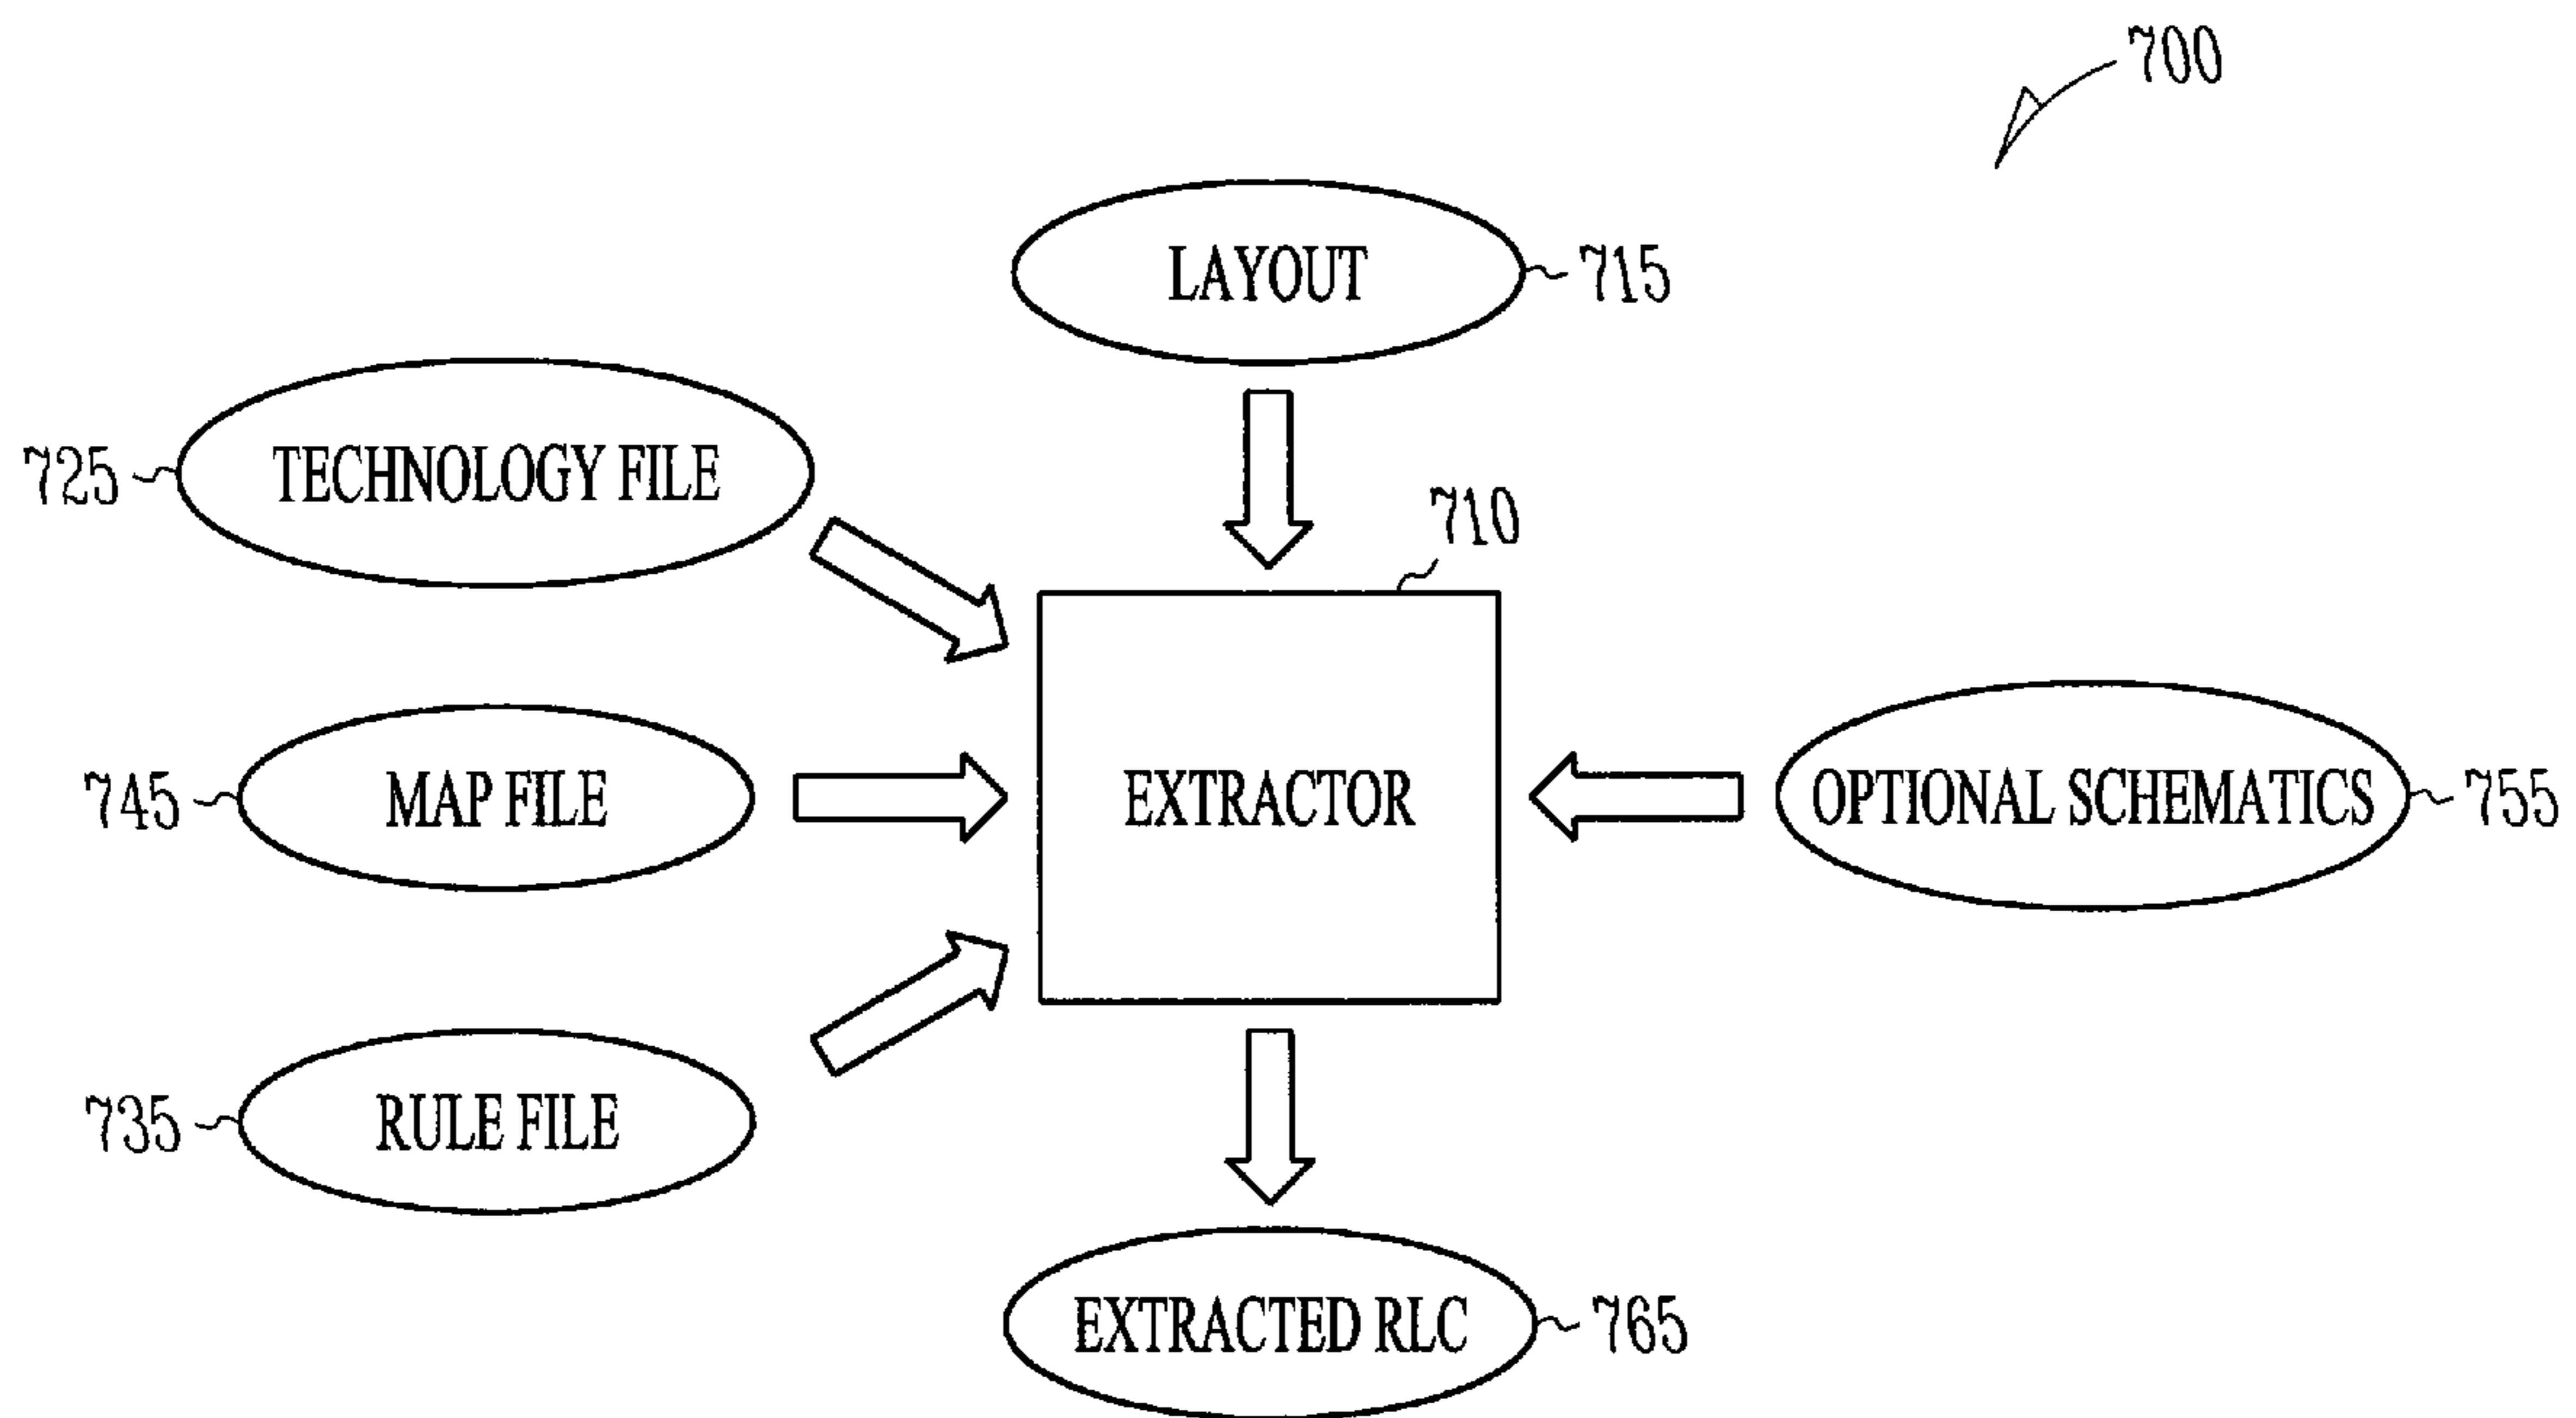 700
LAYOUT
715
TECHNOLOGY FILE
725
710
MAP FILE
745
EXTRACTOR
OPTIONAL SCHEMATICS
755
RULE FILE
735
EXTRACTED RLC
765